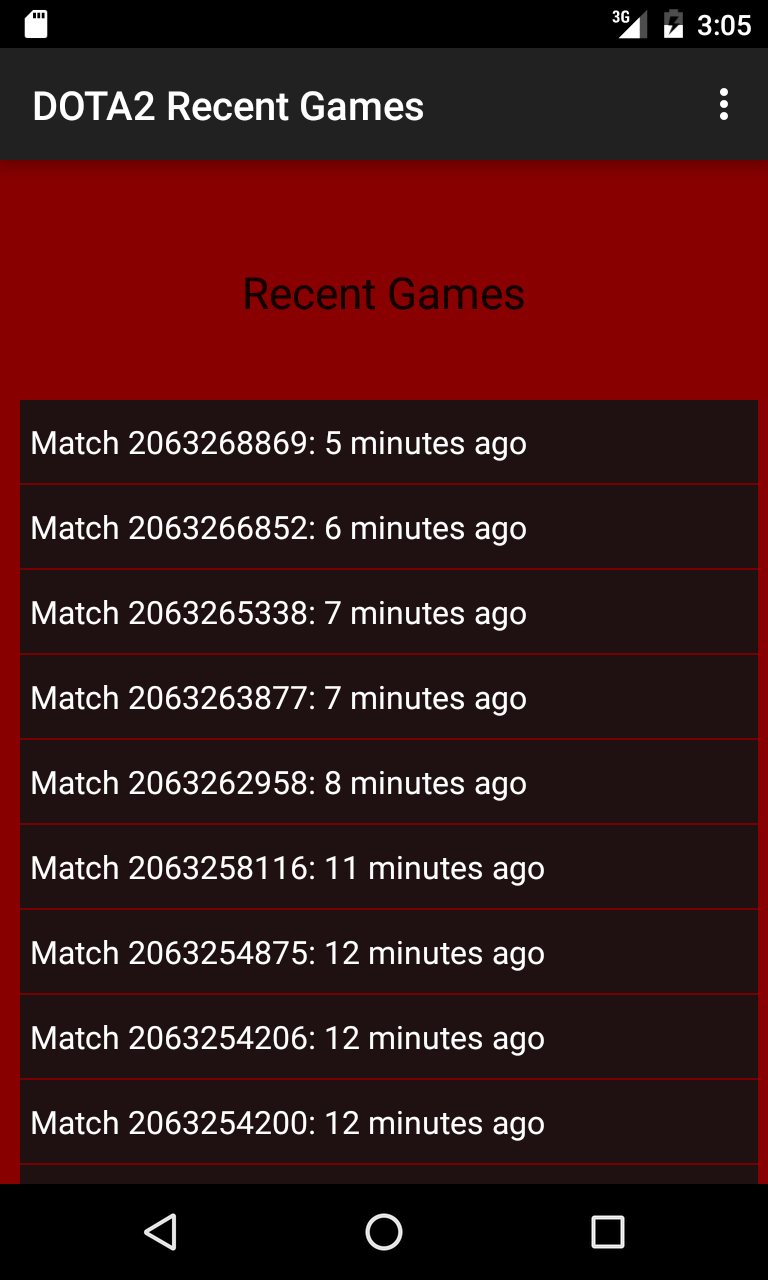 3G 3:05
DOTA2 Recent Games
Recent Games
Match 2063268869: 5 minutes ago
Match 2063266852: 6 minutes ago
Match 2063265338: 7 minutes ago
Match 2063263877: 7 minutes ago
Match 2063262958: 8 minutes ago
Match 2063258116: 11 minutes ago
Match 2063254875: 12 minutes ago
Match 2063254206: 12 minutes ago
Match 2063254200: 12 minutes ago